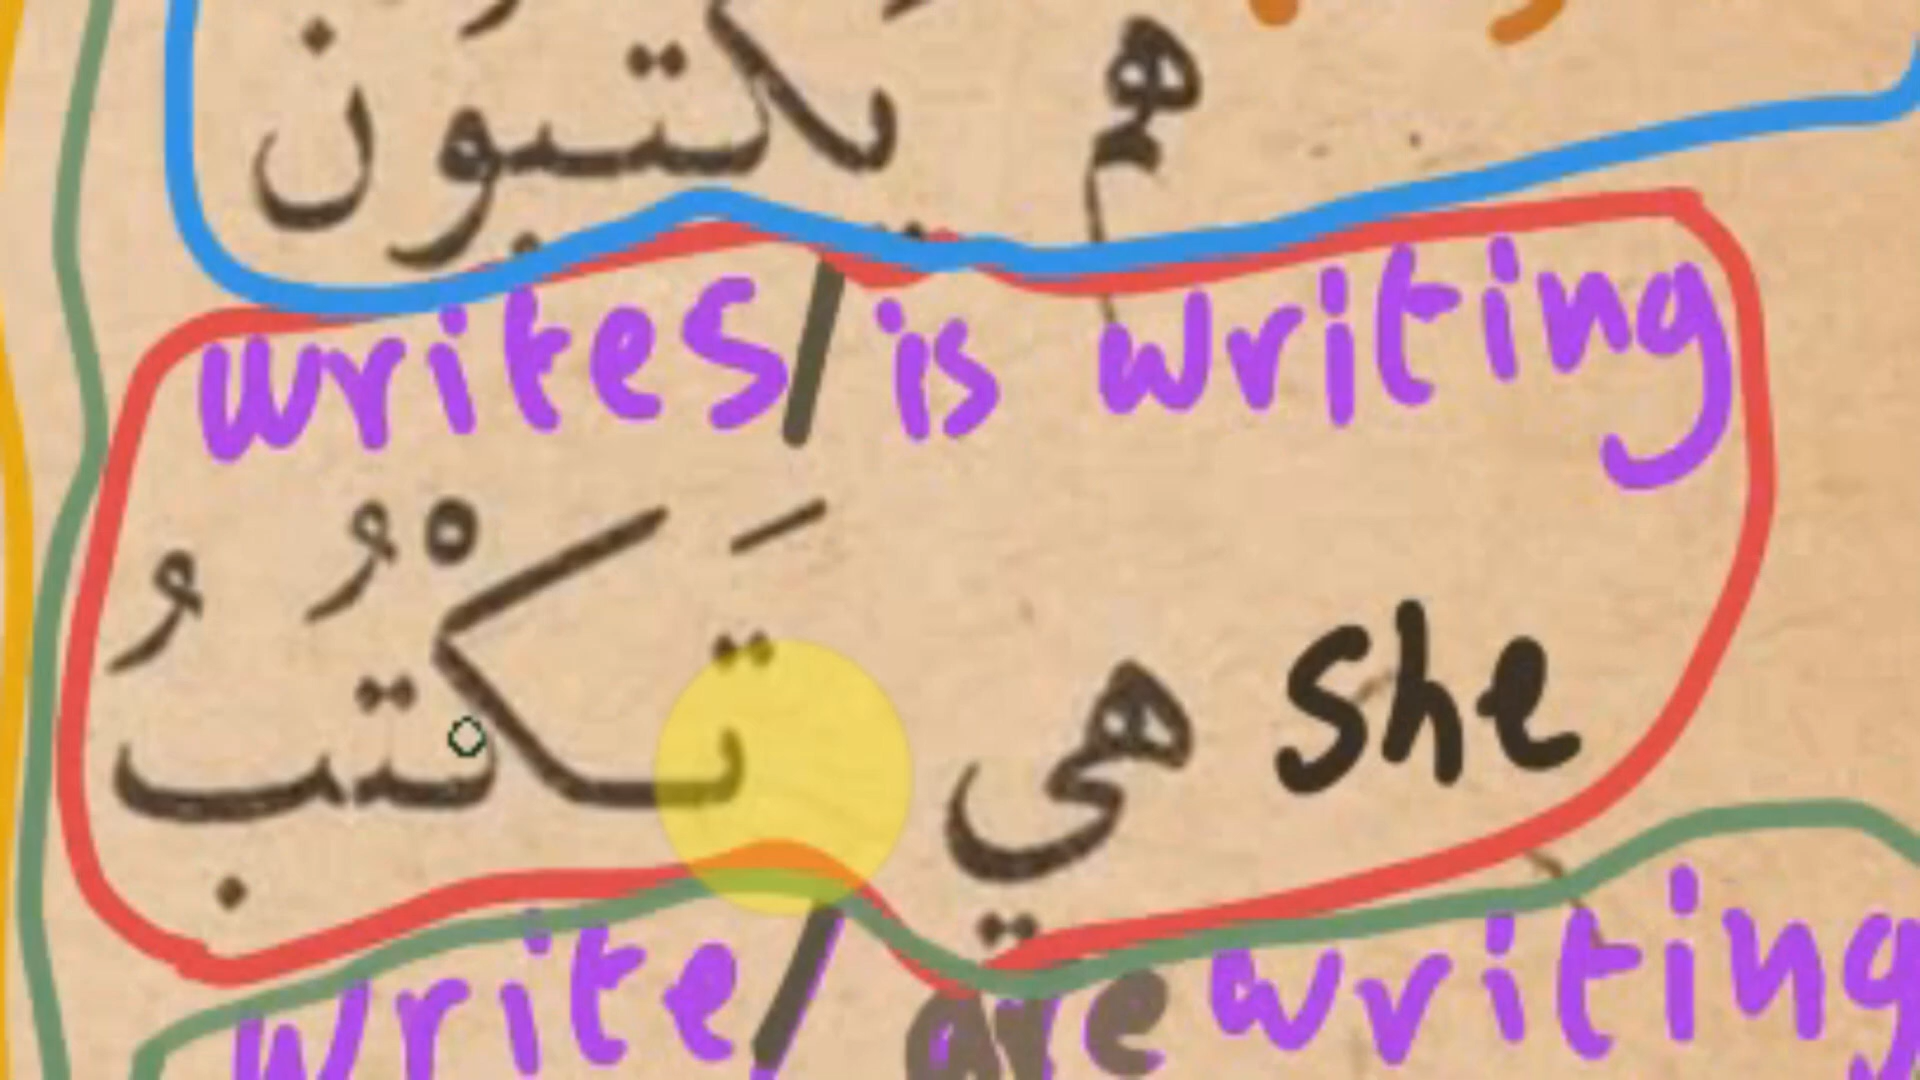 هم يكتبون
writes/ is writing
she هي تَكْتُبُ
write/ are writing